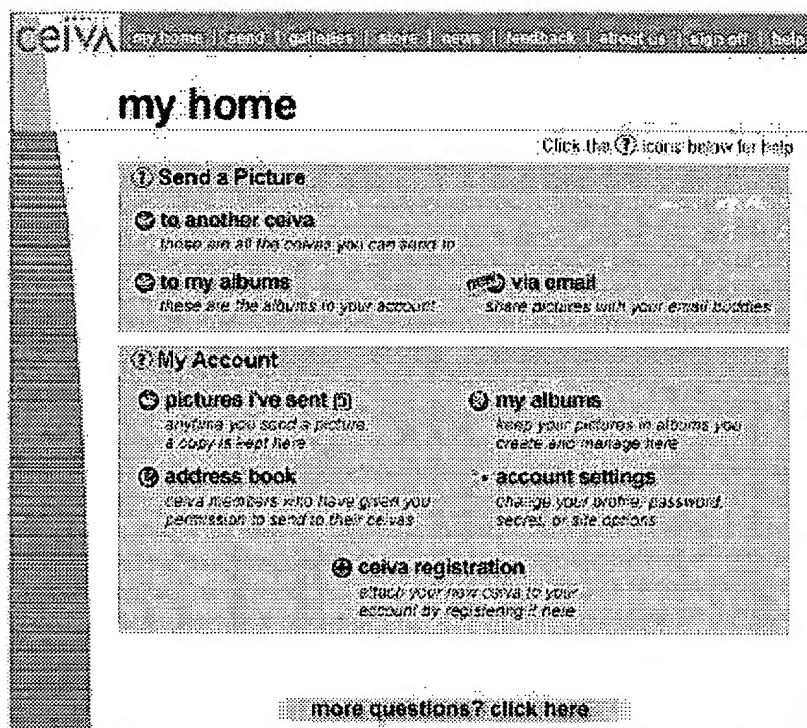 ceiva my home | send | galleries | store | news | feedback | about us | sign off | help
my home
Click the ? icons below for help
? Send a Picture
to another ceiva
these are all the ceivas you can send to
to my albums
these are the albums in your account
new via email
share pictures with your email buddies
? My Account
pictures i've sent (5)
anytime you send a picture,
a copy is kept here
my albums
keep your pictures in albums you
create and manage here
address book
ceiva members who have given you
permission to send to their ceivas
account settings
change your profile, password,
secret, or site options
ceiva registration
attach your new ceiva to your
account by registering it here
more questions? click here